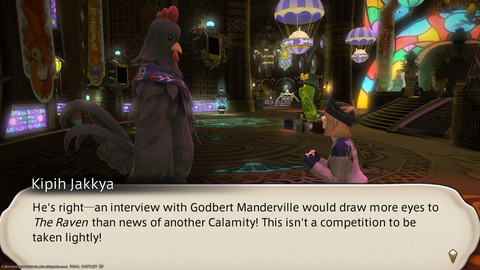 Kipih Jakkya
He's right—an interview with Godbert Manderville would draw more eyes to
The Raven than news of another Calamity! This isn't a competition to be
taken lightly!